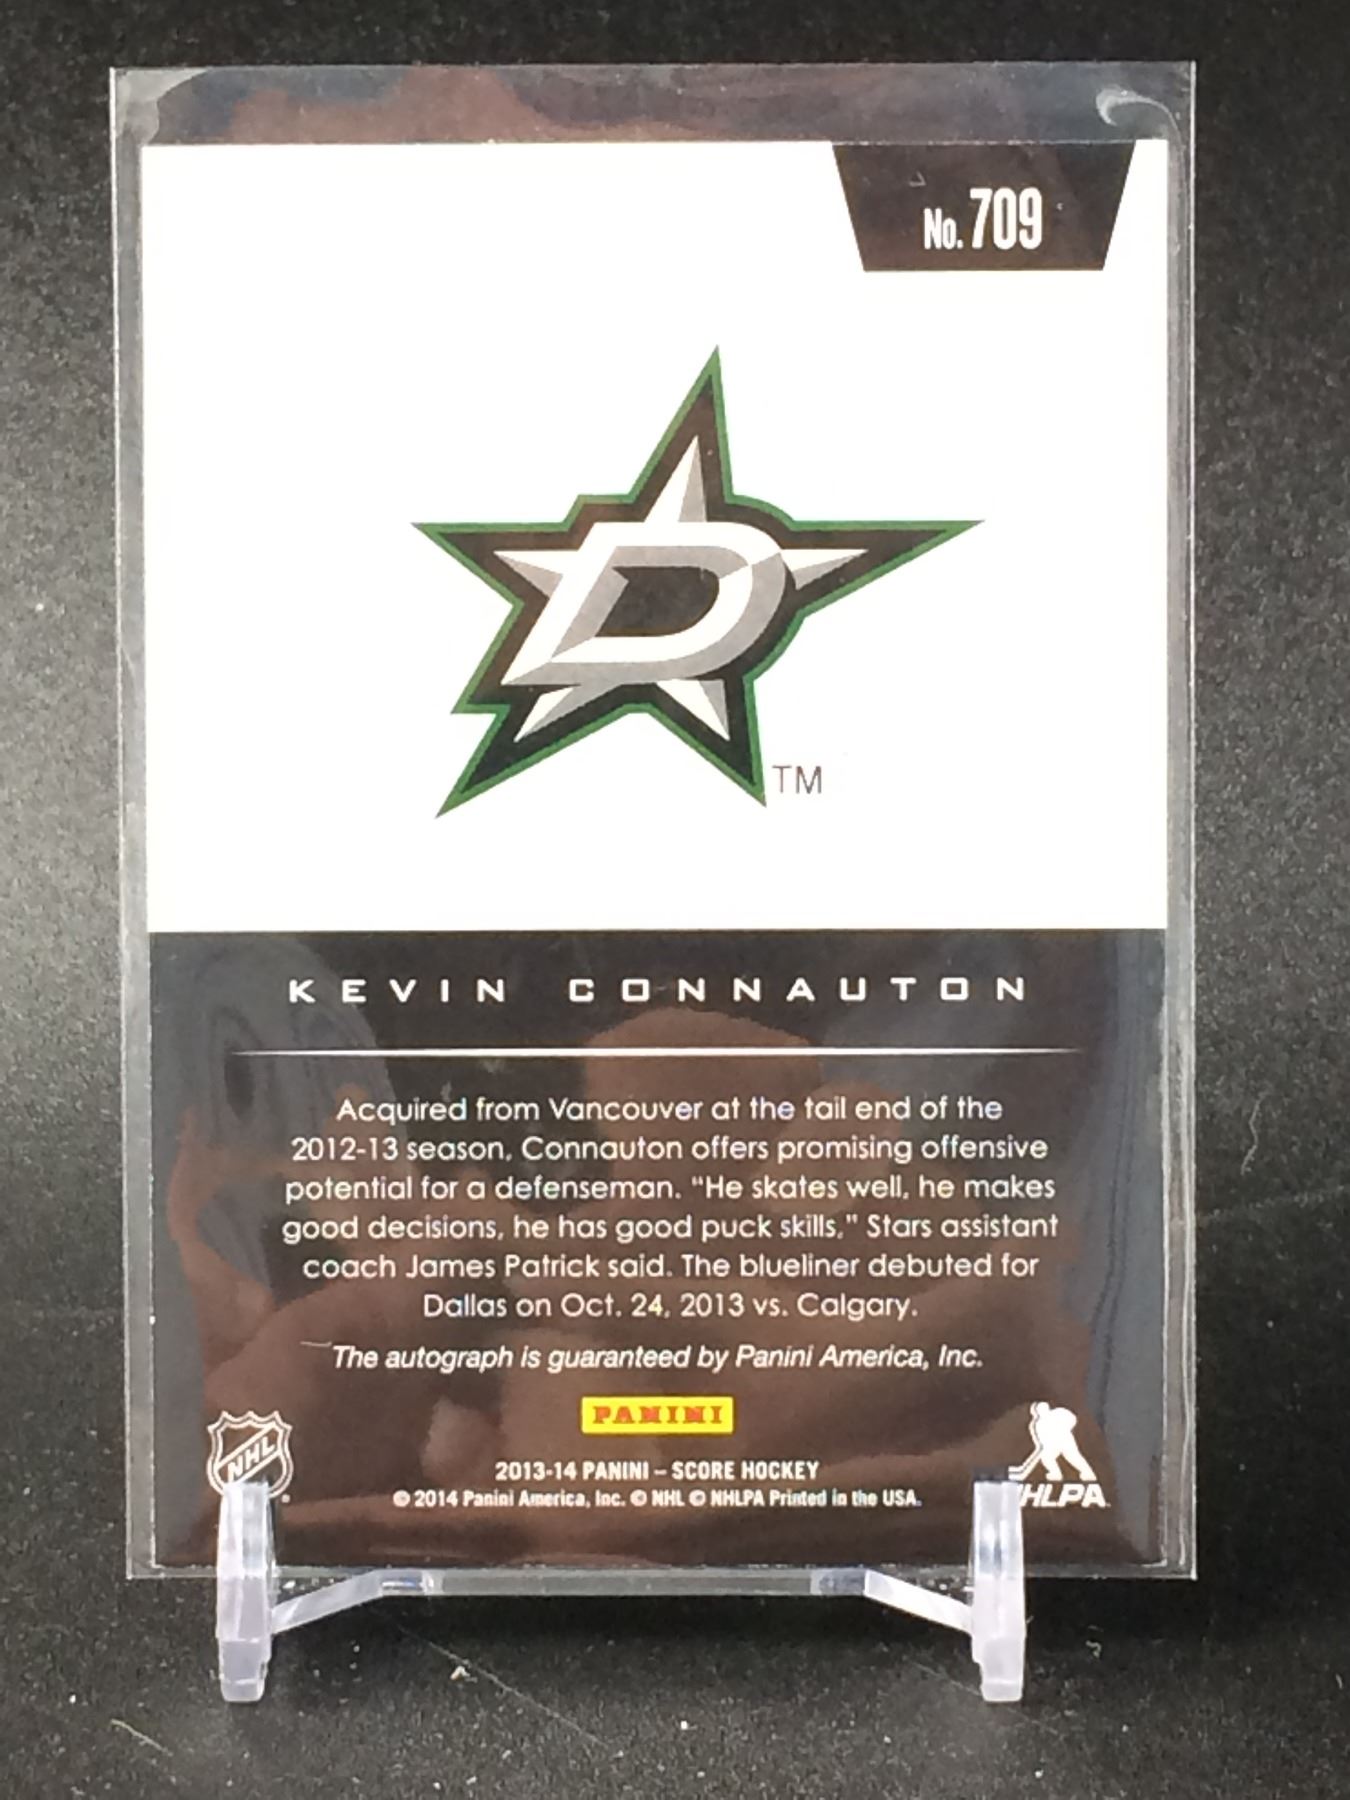 No. 709
D
TM
KEVIN CONNAUTON
Acquired from Vancouver at the tail end of the
2012-13 season, Connauton offers promising offensive
potential for a defenseman. "He skates well, he makes
good decisions, he has good puck skills," Stars assistant
coach James Patrick said. The blueliner debuted for
Dallas on Oct. 24, 2013 vs. Calgary.
The autograph is guaranteed by Panini America, Inc.
PANINI
NHL
2013-14 PANINI – SCORE HOCKEY
© 2014 Panini America, Inc. © NHL © NHLPA Printed in the USA.
NHLPA